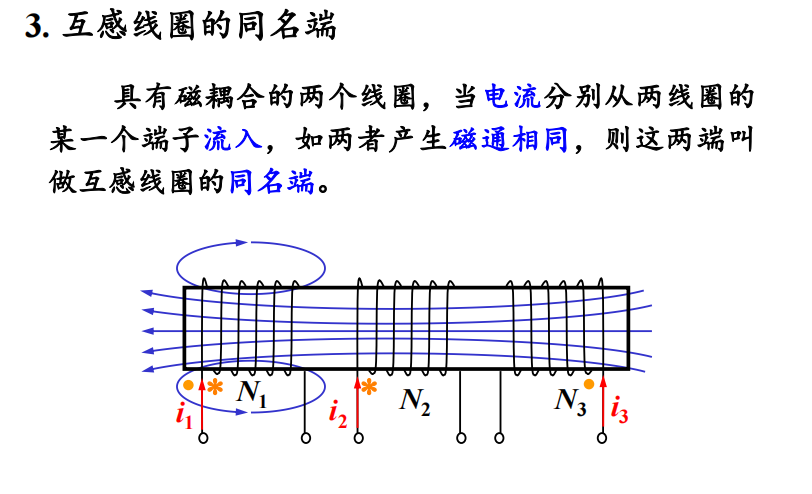 3. 互感线圈的同名端
具有磁耦合的两个线圈，当电流分别从两线圈的
某一个端子流入，如两者产生磁通相同，则这两端叫
做互感线圈的同名端。
* N₁ * N₂ N₃
i₁ i₂ i₃